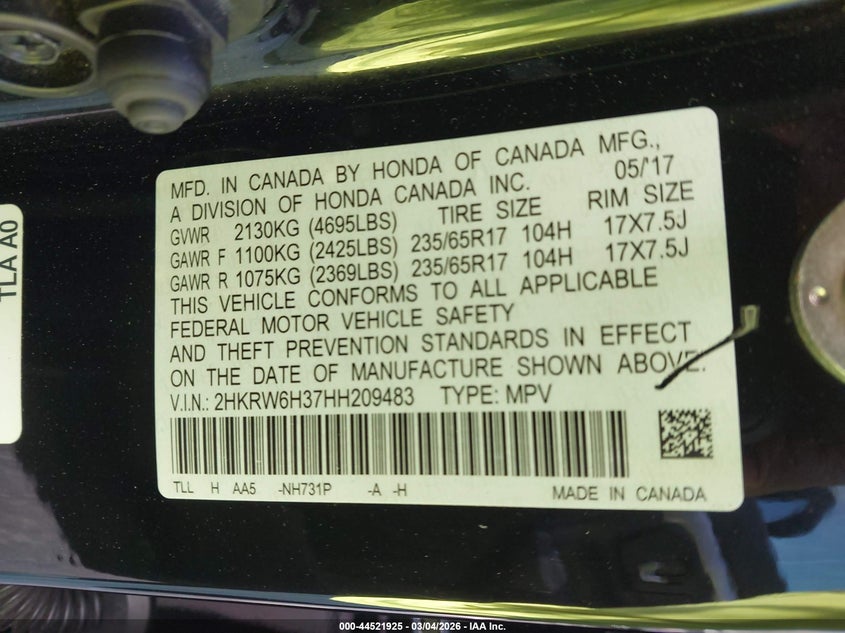 TLA A0
MFD. IN CANADA BY HONDA OF CANADA MFG.,
A DIVISION OF HONDA CANADA INC. 05/'17
GVWR 2130KG (4695LBS) TIRE SIZE RIM SIZE
GAWR F 1100KG (2425LBS) 235/65R17 104H 17X7.5J
GAWR R 1075KG (2369LBS) 235/65R17 104H 17X7.5J
THIS VEHICLE CONFORMS TO ALL APPLICABLE
FEDERAL MOTOR VEHICLE SAFETY
AND THEFT PREVENTION STANDARDS IN EFFECT
ON THE DATE OF MANUFACTURE SHOWN ABOVE.
V.I.N.: 2HKRW6H37HH209483 TYPE: MPV
TLL H AA5 -NH731P -A -H MADE IN CANADA
000-44521925 - 03/04/2026 - IAA Inc.